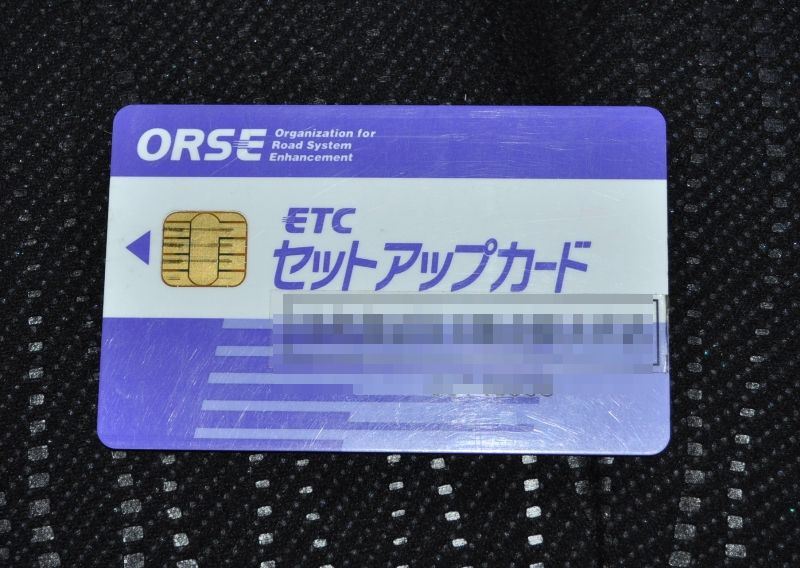 ORSE
Organization for
Road System
Enhancement
ETC
セットアップカード